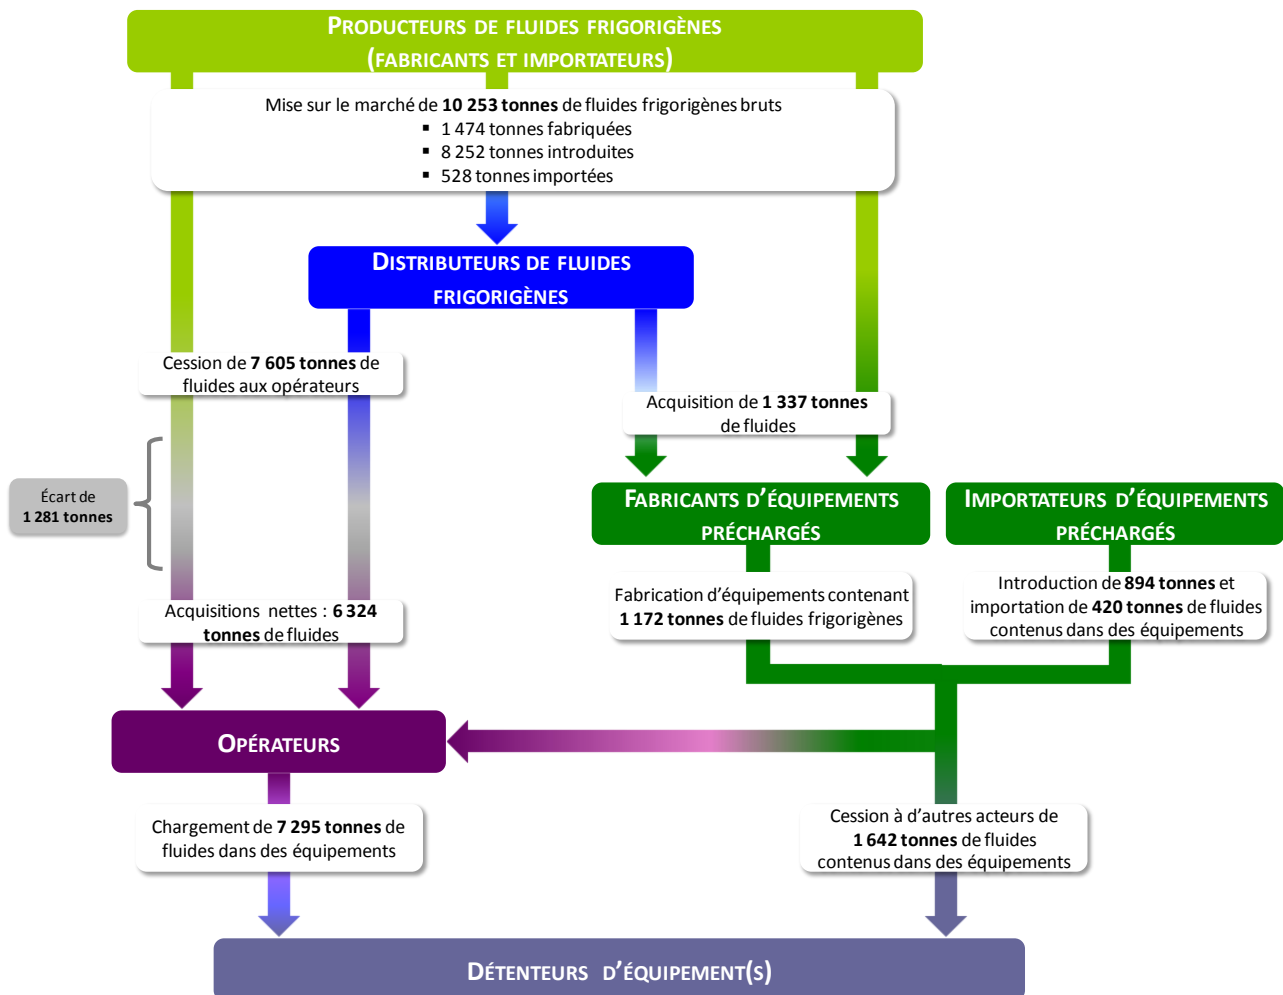 PRODUCTEURS DE FLUIDES FRIGORIGÈNES
(FABRICANTS ET IMPORTATEURS)
Mise sur le marché de 10 253 tonnes de fluides frigorigènes bruts
▪ 1 474 tonnes fabriquées
▪ 8 252 tonnes introduites
▪ 528 tonnes importées
DISTRIBUTEURS DE FLUIDES
FRIGORIGÈNES
Cession de 7 605 tonnes de
fluides aux opérateurs
Acquisition de 1 337 tonnes
de fluides
Écart de
1 281 tonnes
FABRICANTS D'ÉQUIPEMENTS
PRÉCHARGÉS
IMPORTATEURS D'ÉQUIPEMENTS
PRÉCHARGÉS
Acquisitions nettes : 6 324
tonnes de fluides
Fabrication d'équipements contenant
1 172 tonnes de fluides frigorigènes
Introduction de 894 tonnes et
importation de 420 tonnes de fluides
contenus dans des équipements
OPÉRATEURS
Chargement de 7 295 tonnes de
fluides dans des équipements
Cession à d'autres acteurs de
1 642 tonnes de fluides
contenus dans des équipements
DÉTENTEURS D'ÉQUIPEMENT(S)